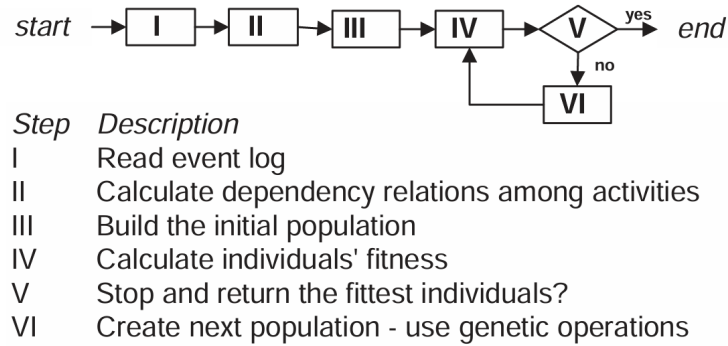 start I II III IV V yes end
no
VI
Step Description
I Read event log
II Calculate dependency relations among activities
III Build the initial population
IV Calculate individuals' fitness
V Stop and return the fittest individuals?
VI Create next population - use genetic operations